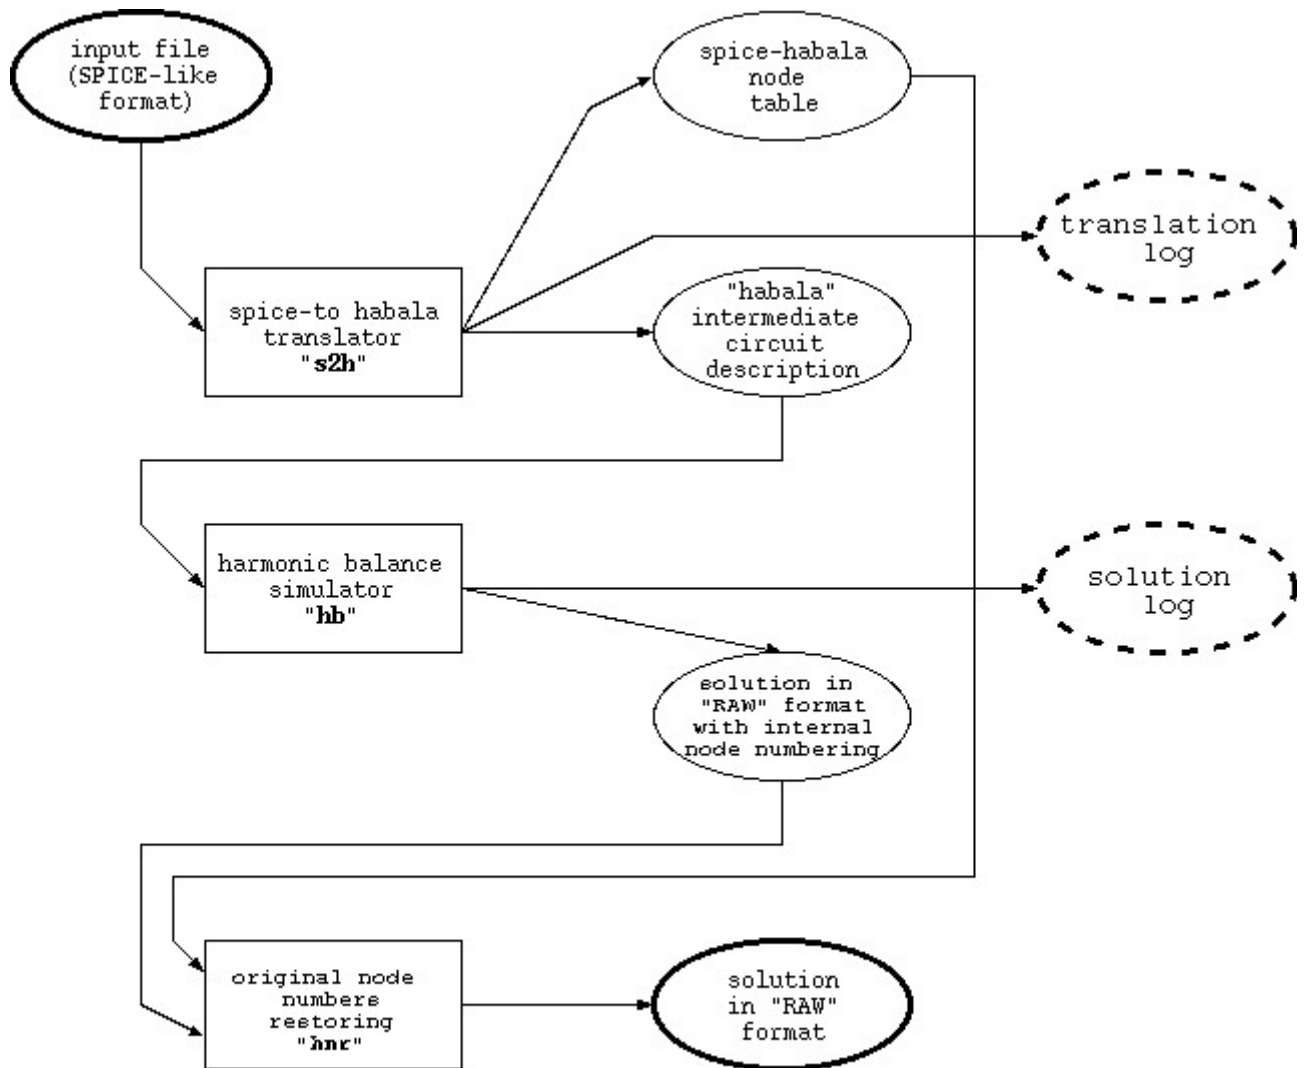 input file
(SPICE-like
format)
spice-habala
node
table
translation
log
spice-to habala
translator
"s2h"
"habala"
intermediate
circuit
description
harmonic balance
simulator
"hb"
solution
log
solution in
"RAW" format
with internal
node numbering
original node
numbers
restoring
"hnr"
solution
in "RAW"
format